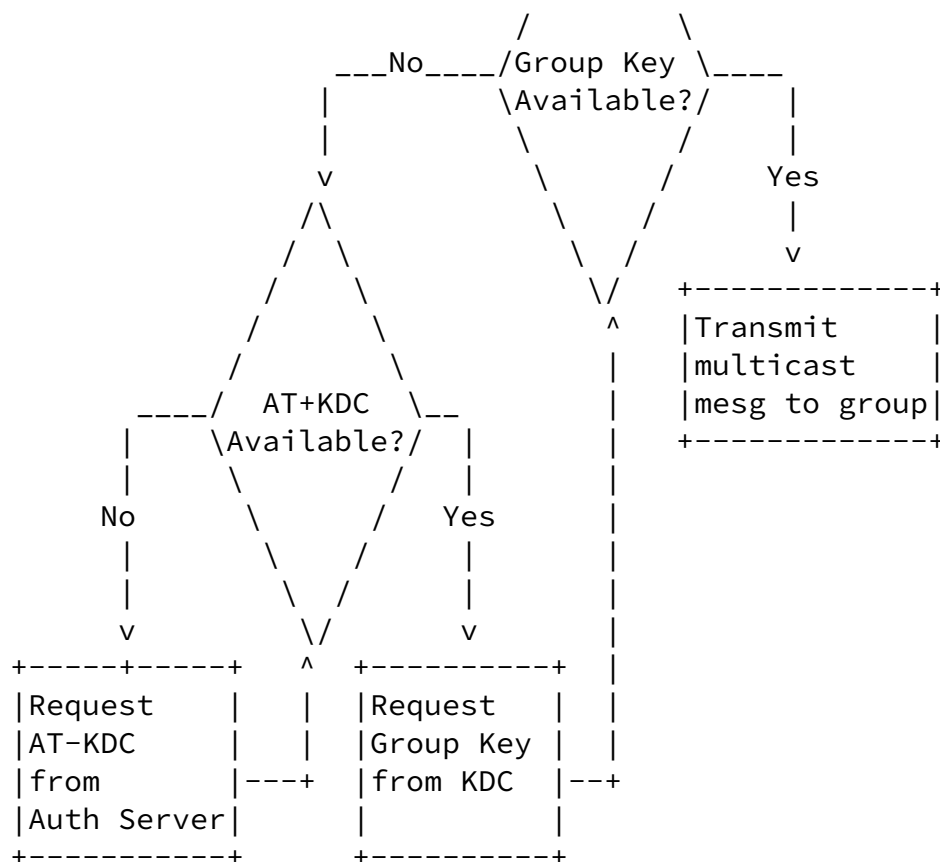 No Group Key
Available?
Yes
Transmit
multicast
mesg to group
AT+KDC
Available?
No Yes
Request
AT-KDC
from
Auth Server
Request
Group Key
from KDC